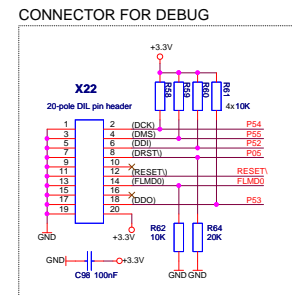 CONNECTOR FOR DEBUG
+3.3V
X22
20-pole DIL pin header
R58
R59
R60
R61
4x10K
1 2
3 4 (DCK) P54
5 6 (DMS) P55
7 8 (DDI) P52
9 10 (DRST\) P05
11 12 (RESET\) RESET\
13 14 (FLMD0) FLMD0
15 16
17 18 (DDO) P53
19 20
GND
+3.3V
R62
10K
R64
20K
GND +3.3V
C98 100nF
GND GND